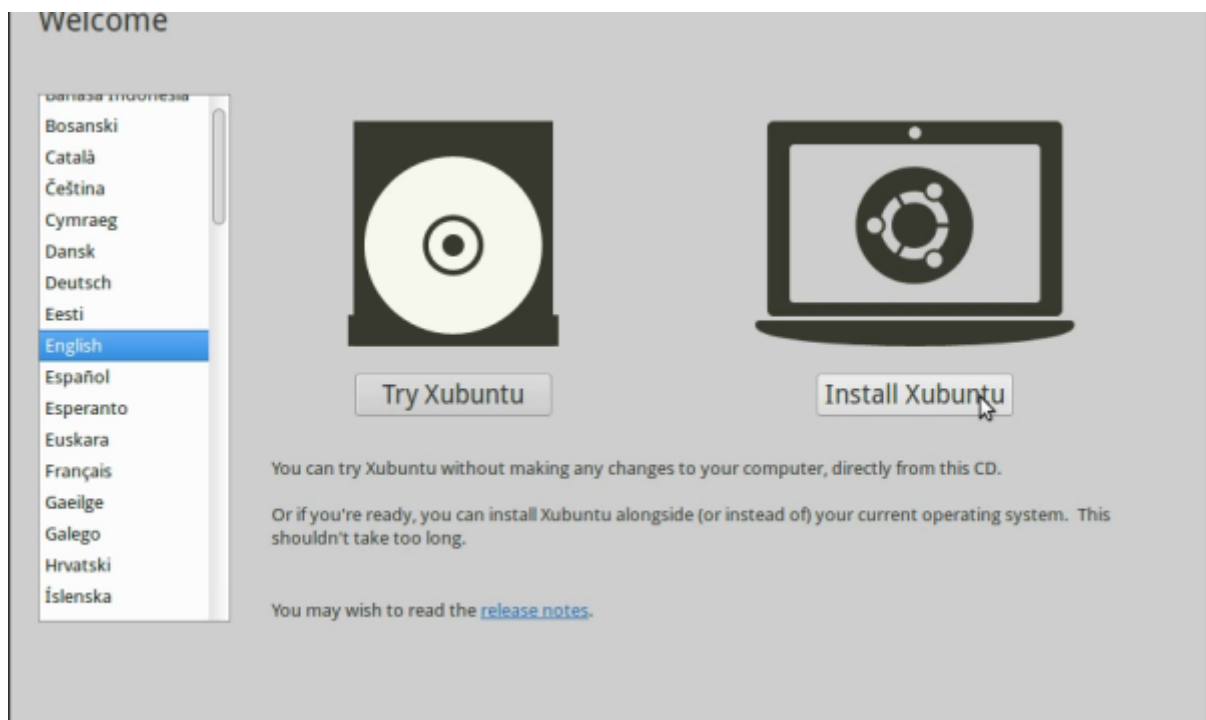 Welcome
Bahasa Indonesia
Bosanski
Català
Čeština
Cymraeg
Dansk
Deutsch
Eesti
English
Español
Esperanto
Euskara
Français
Gaeilge
Galego
Hrvatski
Íslenska
Try Xubuntu
Install Xubuntu
You can try Xubuntu without making any changes to your computer, directly from this CD.
Or if you're ready, you can install Xubuntu alongside (or instead of) your current operating system. This
shouldn't take too long.
You may wish to read the release notes.